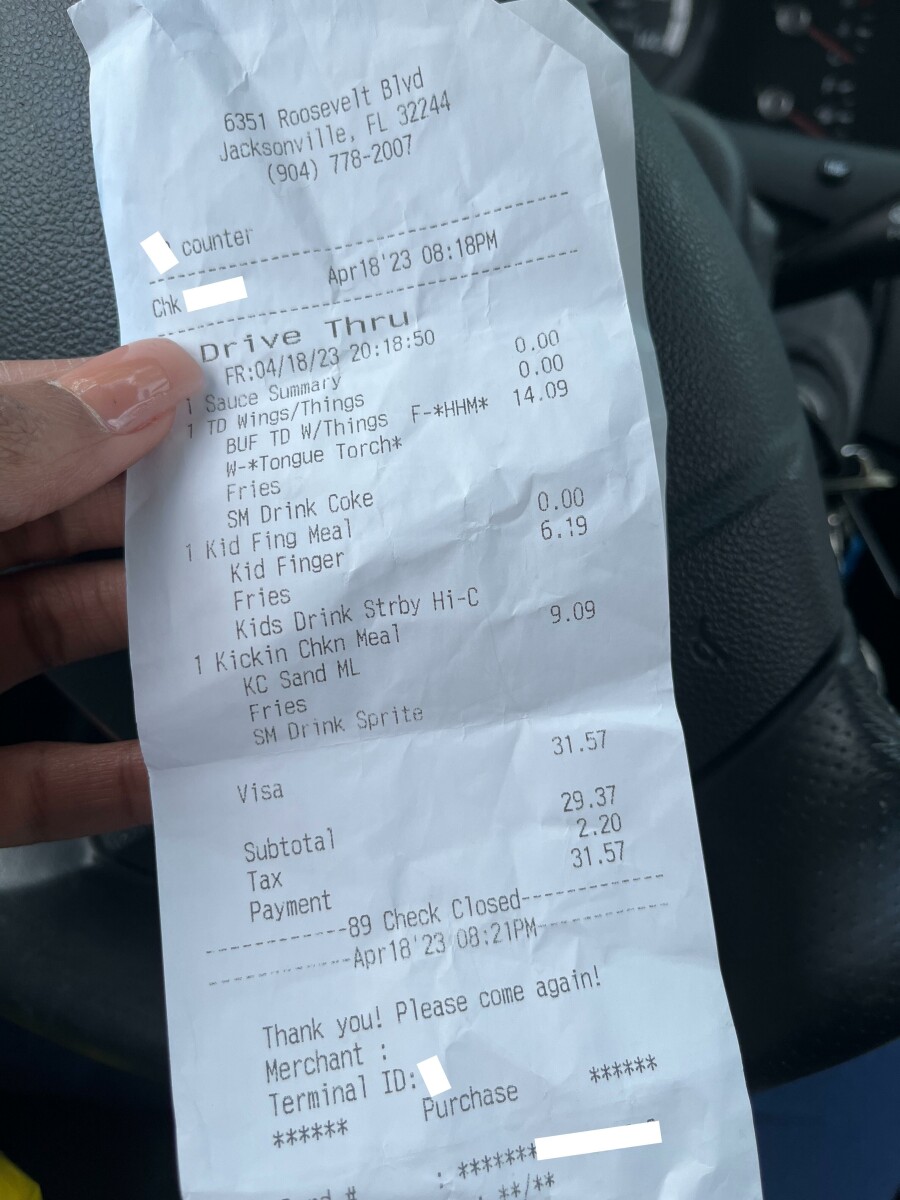 6351 Roosevelt Blvd
Jacksonville, FL 32244
(904) 778-2007
counter
Chk Apr18'23 08:18PM
Drive Thru
FR:04/18/23 20:18:50
1 Sauce Summary 0.00
1 TD Wings/Things 0.00
BUF TD W/Things F-*HHM* 14.09
W-*Tongue Torch*
Fries
SM Drink Coke
1 Kid Fing Meal 0.00
Kid Finger 6.19
Fries
Kids Drink Strby Hi-C
1 Kickin Chkn Meal 9.09
KC Sand ML
Fries
SM Drink Sprite
Visa 31.57
Subtotal 29.37
Tax 2.20
Payment 31.57
-----------89 Check Closed-----------
-----------Apr18'23 08:21PM-----------
Thank you! Please come again!
Merchant :
Terminal ID:
Purchase ******
******
: *******
: **/**